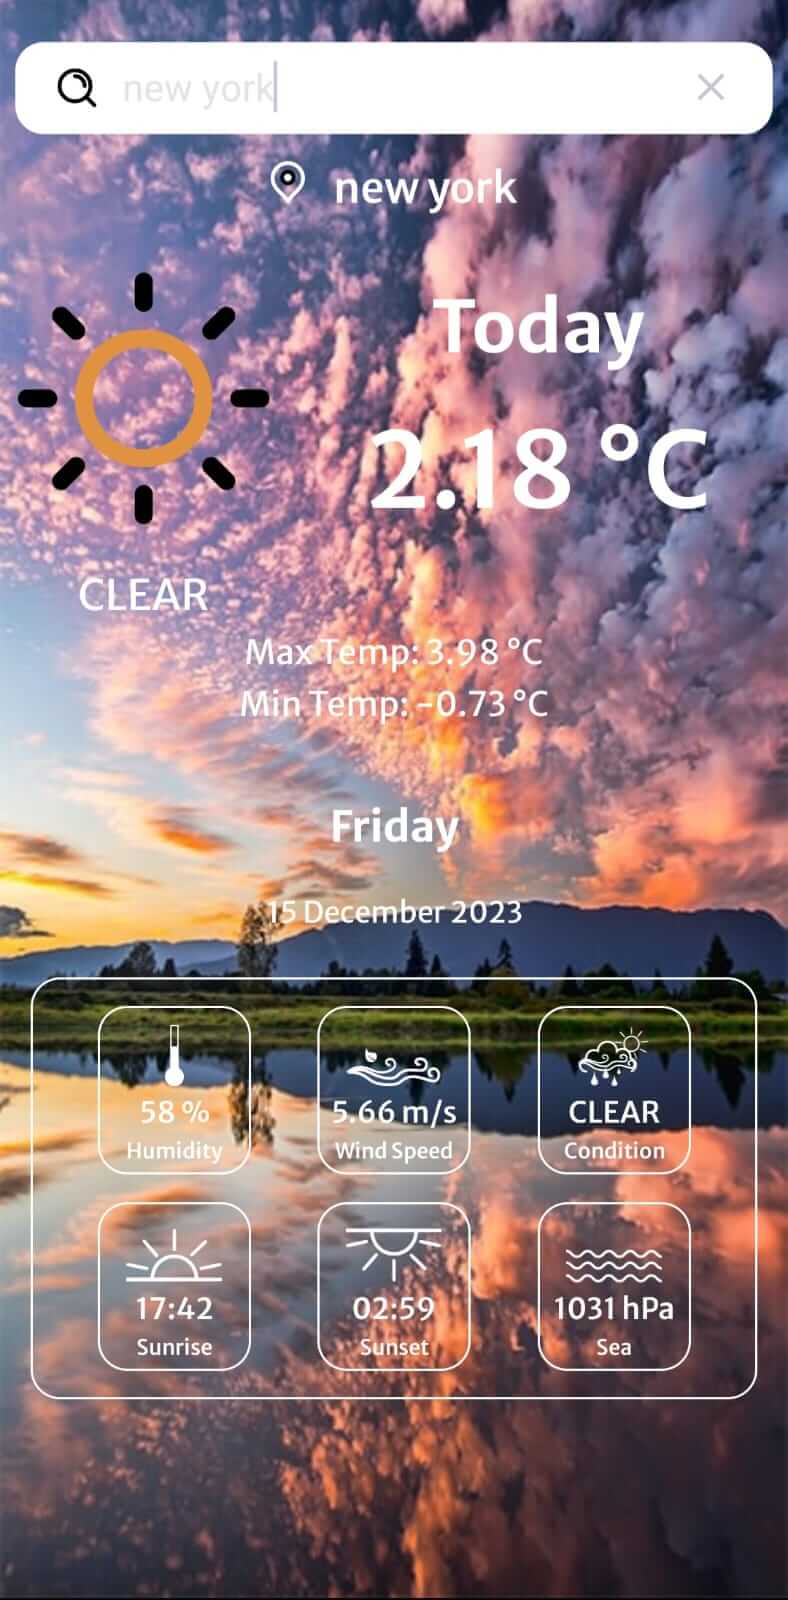 new york
new york
Today
2.18 °C
CLEAR
Max Temp: 3.98 °C
Min Temp: -0.73 °C
Friday
15 December 2023
58 %
Humidity
5.66 m/s
Wind Speed
CLEAR
Condition
17:42
Sunrise
02:59
Sunset
1031 hPa
Sea